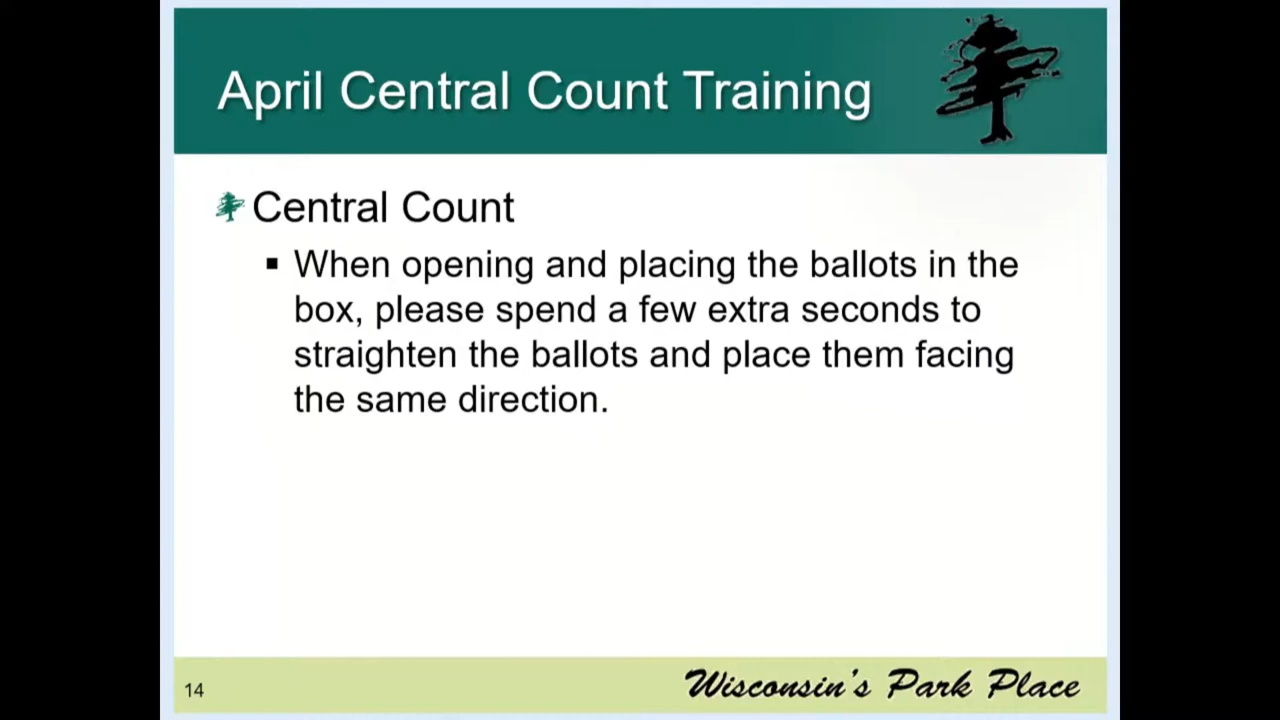 April Central Count Training
Central Count
When opening and placing the ballots in the
box, please spend a few extra seconds to
straighten the ballots and place them facing
the same direction.
14
Wisconsin's Park Place